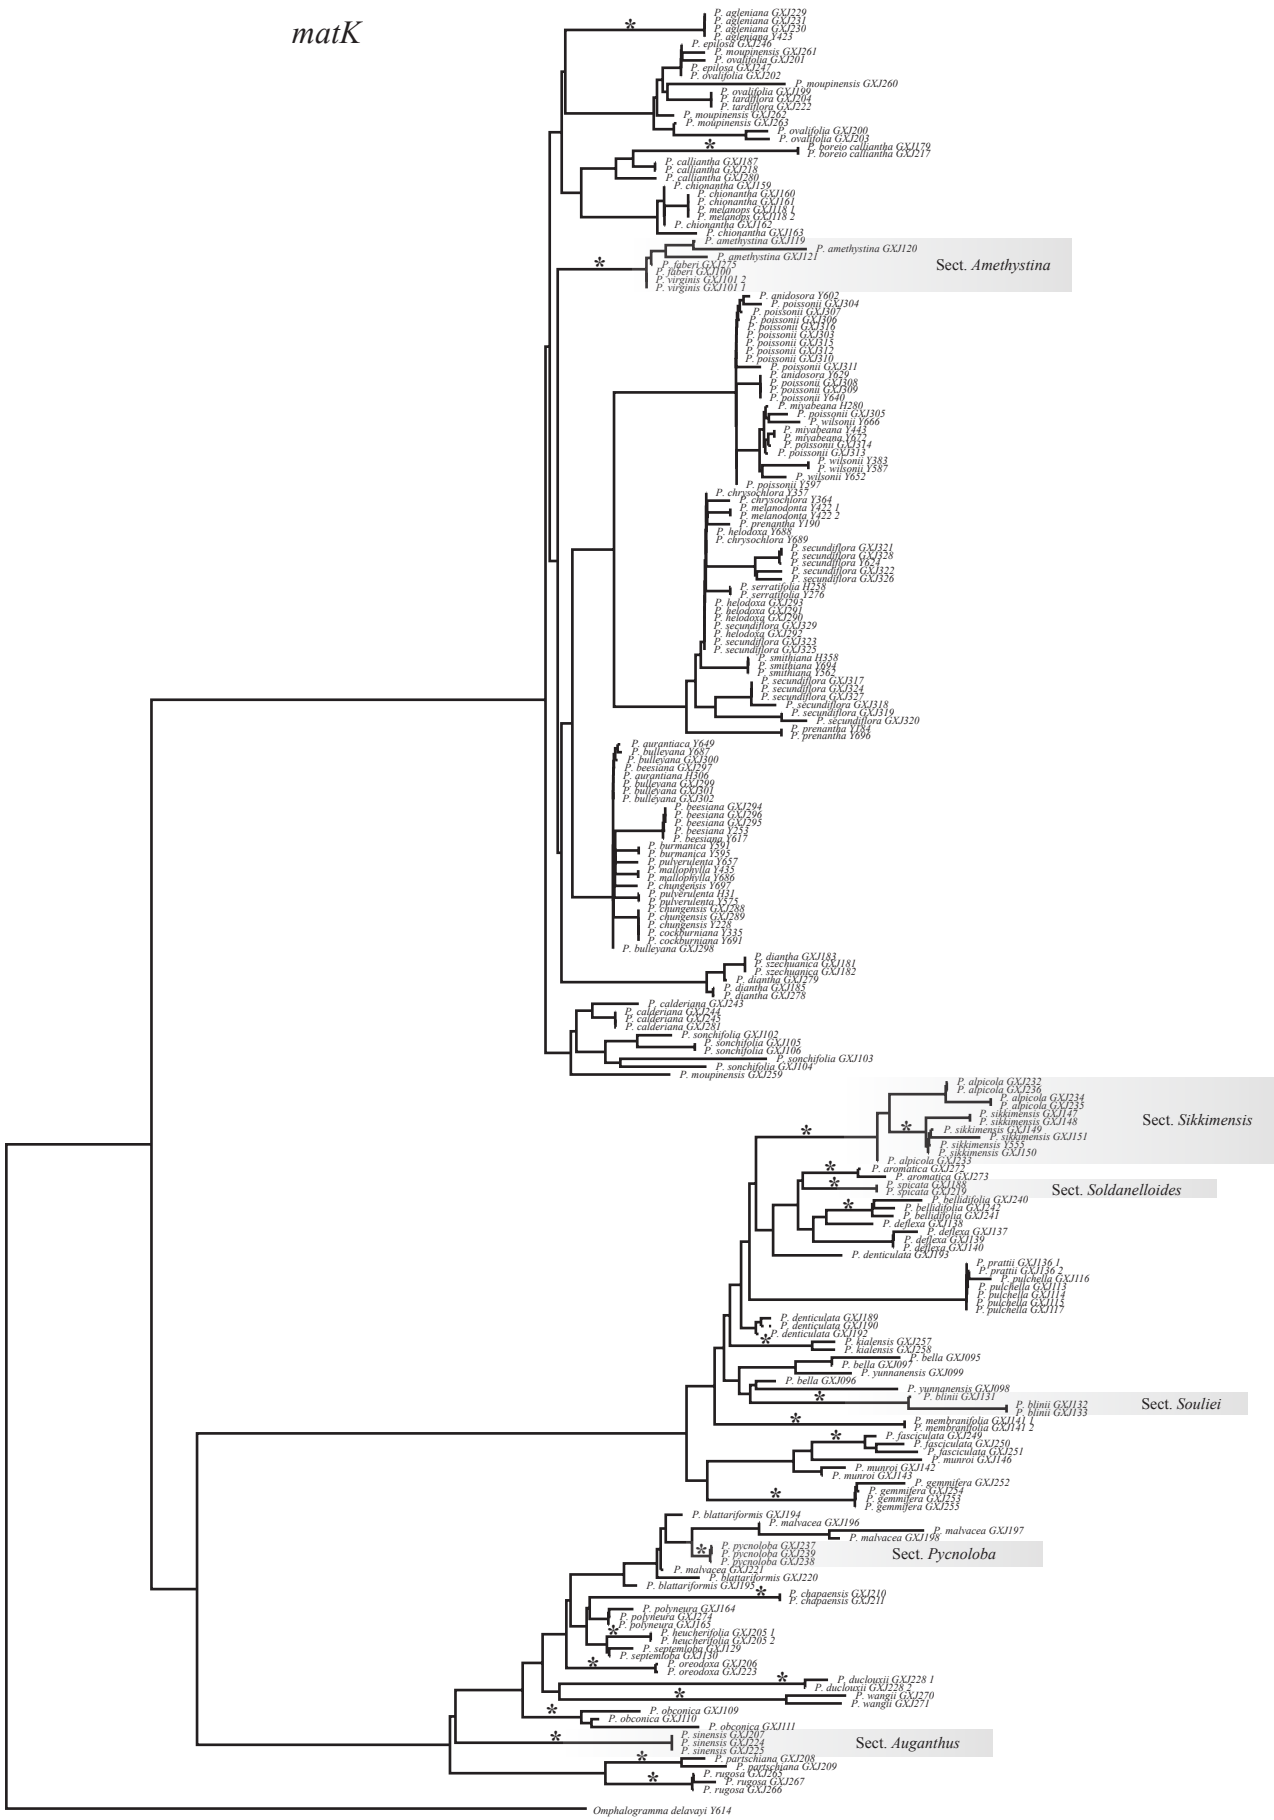 matK
P. agleniana GXJ229
P. agleniana GXJ231
P. agleniana GXJ230
P. agleniana Y423
P. epilosa GXJ246
P. moupinensis GXJ261
P. ovalifolia GXJ201
P. epilosa GXJ247
P. ovalifolia GXJ202
P. moupinensis GXJ260
P. ovalifolia GXJ199
P. tardiflora GXJ204
P. tardiflora GXJ222
P. moupinensis GXJ262
P. moupinensis GXJ263
P. ovalifolia GXJ200
P. ovalifolia GXJ203
P. boreio calliantha GXJ179
P. boreio calliantha GXJ217
P. calliantha GXJ187
P. calliantha GXJ218
P. calliantha GXJ280
P. chionantha GXJ159
P. chionantha GXJ160
P. chionantha GXJ161
P. melanops GXJ118 1
P. melanops GXJ118 2
P. chionantha GXJ162
P. chionantha GXJ163
P. amethystina GXJ119
P. amethystina GXJ120
P. amethystina GXJ121
P. faberi GXJ275
P. faberi GXJ100
P. virginis GXJ101 2
P. virginis GXJ101 1
Sect. Amethystina
P. anidosora Y602
P. poissonii GXJ304
P. poissonii GXJ307
P. poissonii GXJ306
P. poissonii GXJ316
P. poissonii GXJ303
P. poissonii GXJ315
P. poissonii GXJ312
P. poissonii GXJ310
P. poissonii GXJ311
P. anidosora Y629
P. poissonii GXJ308
P. poissonii GXJ309
P. poissonii Y640
P. miyabeana H280
P. poissonii GXJ305
P. wilsonii Y666
P. miyabeana Y443
P. miyabeana Y672
P. poissonii GXJ314
P. poissonii GXJ313
P. wilsonii Y383
P. wilsonii Y587
P. wilsonii Y652
P. poissonii Y597
P. chrysochlora Y357
P. chrysochlora Y364
P. melanodonta Y422 1
P. melanodonta Y422 2
P. prenantha Y190
P. helodoxa Y688
P. chrysochlora Y689
P. secundiflora GXJ321
P. secundiflora GXJ328
P. secundiflora Y624
P. secundiflora GXJ322
P. secundiflora GXJ326
P. serratifolia H258
P. serratifolia Y276
P. helodoxa GXJ293
P. helodoxa GXJ291
P. helodoxa GXJ290
P. secundiflora GXJ329
P. helodoxa GXJ292
P. secundiflora GXJ323
P. secundiflora GXJ325
P. smithiana H358
P. smithiana Y694
P. smithiana Y562
P. secundiflora GXJ317
P. secundiflora GXJ324
P. secundiflora GXJ327
P. secundiflora GXJ318
P. secundiflora GXJ319
P. secundiflora GXJ320
P. prenantha Y184
P. prenantha Y696
P. aurantiaca Y649
P. bulleyana Y687
P. bulleyana GXJ300
P. beesiana GXJ297
P. aurantiana H306
P. bulleyana GXJ299
P. bulleyana GXJ301
P. bulleyana GXJ302
P. beesiana GXJ294
P. beesiana GXJ296
P. beesiana GXJ295
P. beesiana Y253
P. beesiana Y617
P. burmanica Y591
P. burmanica Y595
P. pulverulenta Y657
P. mallophylla Y435
P. mallophylla Y686
P. chungensis Y697
P. pulverulenta H31
P. pulverulenta Y575
P. chungensis GXJ288
P. chungensis GXJ289
P. chungensis Y228
P. cockburniana Y335
P. cockburniana Y691
P. bulleyana GXJ298
P. diantha GXJ183
P. szechuanica GXJ181
P. szechuanica GXJ182
P. diantha GXJ279
P. diantha GXJ185
P. diantha GXJ278
P. calderiana GXJ243
P. calderiana GXJ244
P. calderiana GXJ245
P. calderiana GXJ281
P. sonchifolia GXJ102
P. sonchifolia GXJ105
P. sonchifolia GXJ106
P. sonchifolia GXJ103
P. sonchifolia GXJ104
P. moupinensis GXJ259
P. alpicola GXJ232
P. alpicola GXJ236
P. alpicola GXJ234
P. alpicola GXJ235
P. sikkimensis GXJ147
P. sikkimensis GXJ148
P. sikkimensis GXJ149
P. sikkimensis GXJ151
P. sikkimensis Y555
P. sikkimensis GXJ150
P. alpicola GXJ233
Sect. Sikkimensis
P. aromatica GXJ272
P. aromatica GXJ273
P. spicata GXJ188
P. spicata GXJ219
Sect. Soldanelloides
P. bellidifolia GXJ240
P. bellidifolia GXJ242
P. bellidifolia GXJ241
P. deflexa GXJ138
P. deflexa GXJ137
P. deflexa GXJ139
P. deflexa GXJ140
P. denticulata GXJ193
P. prattii GXJ136 1
P. prattii GXJ136 2
P. pulchella GXJ116
P. pulchella GXJ113
P. pulchella GXJ114
P. pulchella GXJ115
P. pulchella GXJ117
P. denticulata GXJ189
P. denticulata GXJ190
P. denticulata GXJ192
P. kialensis GXJ257
P. kialensis GXJ258
P. bella GXJ095
P. bella GXJ097
P. yunnanensis GXJ099
P. bella GXJ096
P. yunnanensis GXJ098
P. blinii GXJ131
P. blinii GXJ132
P. blinii GXJ133
Sect. Souliei
P. membranifolia GXJ141 1
P. membranifolia GXJ141 2
P. fasciculata GXJ249
P. fasciculata GXJ250
P. fasciculata GXJ251
P. munroi GXJ146
P. munroi GXJ142
P. munroi GXJ143
P. gemmifera GXJ252
P. gemmifera GXJ254
P. gemmifera GXJ253
P. gemmifera GXJ255
P. blattariformis GXJ194
P. malvacea GXJ196
P. malvacea GXJ197
P. malvacea GXJ198
P. pycnoloba GXJ237
P. pycnoloba GXJ239
P. pycnoloba GXJ238
Sect. Pycnoloba
P. malvacea GXJ221
P. blattariformis GXJ220
P. blattariformis GXJ195
P. chapaensis GXJ210
P. chapaensis GXJ211
P. polyneura GXJ164
P. polyneura GXJ274
P. polyneura GXJ165
P. heucherifolia GXJ205 1
P. heucherifolia GXJ205 2
P. septemloba GXJ129
P. septemloba GXJ130
P. oreodoxa GXJ206
P. oreodoxa GXJ223
P. duclouxii GXJ228 1
P. duclouxii GXJ228 2
P. wangii GXJ270
P. wangii GXJ271
P. obconica GXJ109
P. obconica GXJ110
P. obconica GXJ111
P. sinensis GXJ207
P. sinensis GXJ224
P. sinensis GXJ225
Sect. Auganthus
P. partschiana GXJ208
P. partschiana GXJ209
P. rugosa GXJ265
P. rugosa GXJ267
P. rugosa GXJ266
Omphalogramma delavayi Y614